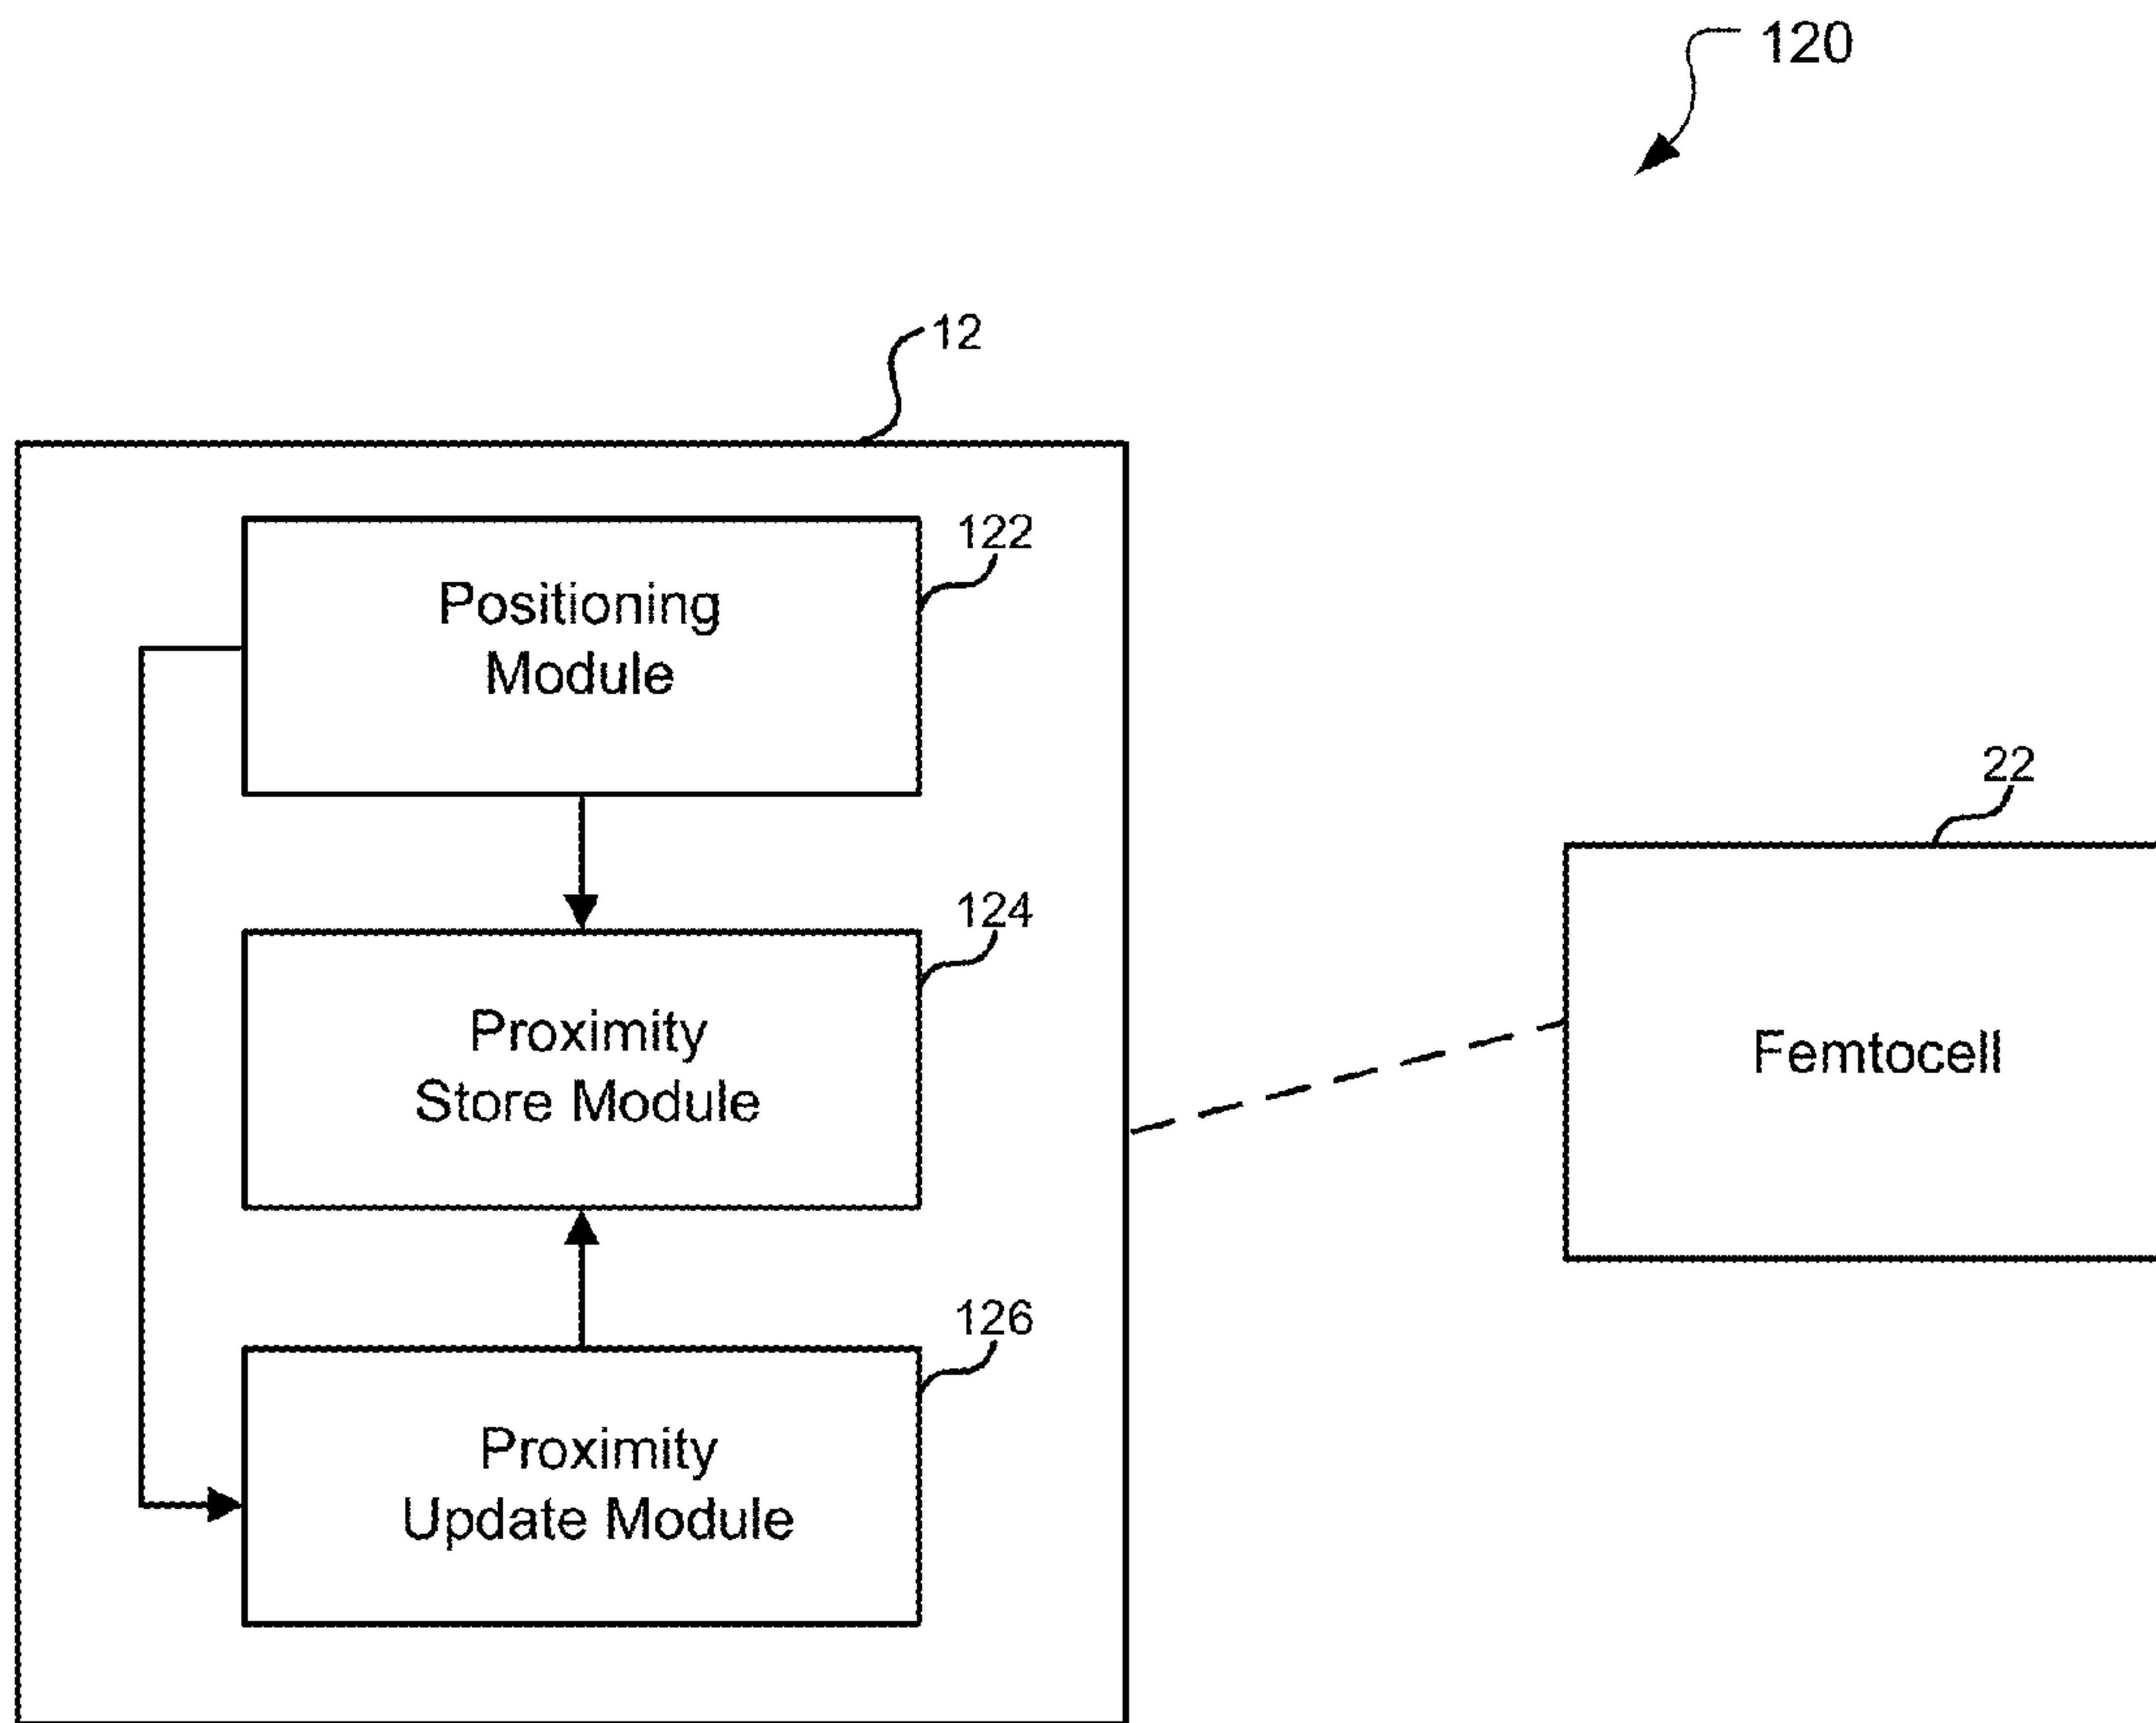 120
12
122
Positioning
Module
22
124
Proximity
Store Module
Femtocell
126
Proximity
Update Module